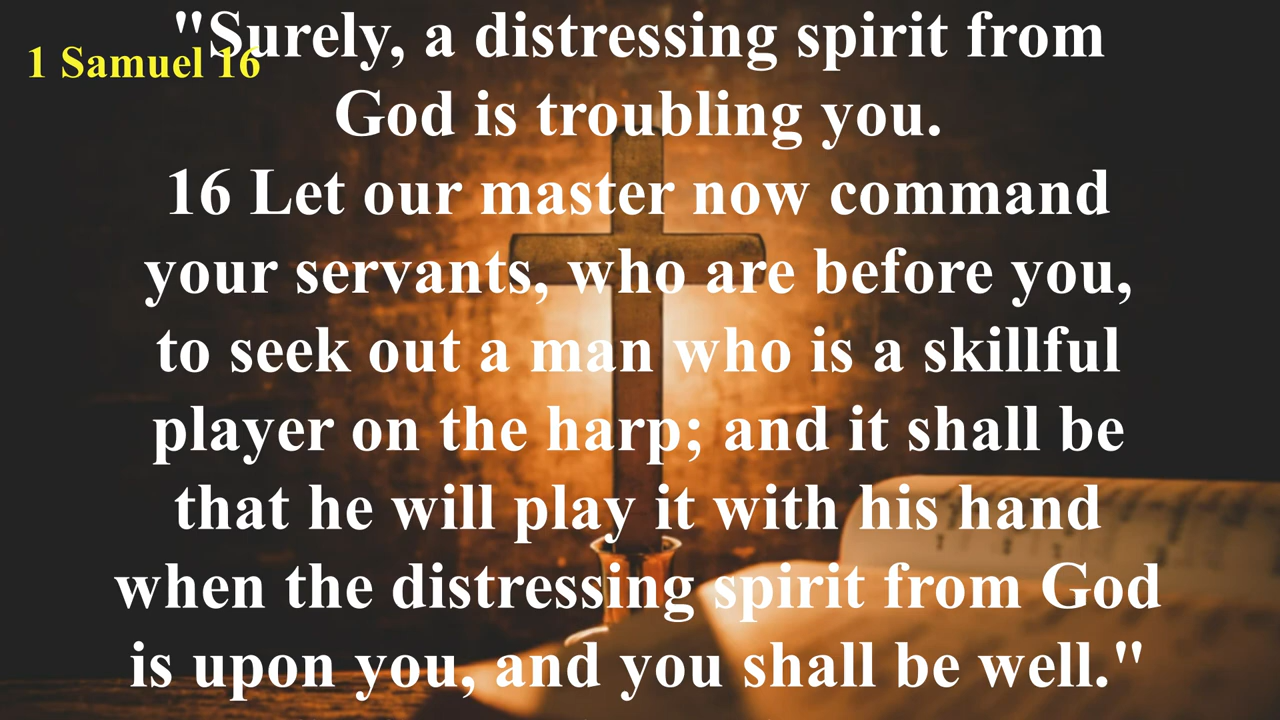 1 Samuel 16
"Surely, a distressing spirit from
God is troubling you.
16 Let our master now command
your servants, who are before you,
to seek out a man who is a skillful
player on the harp; and it shall be
that he will play it with his hand
when the distressing spirit from God
is upon you, and you shall be well."